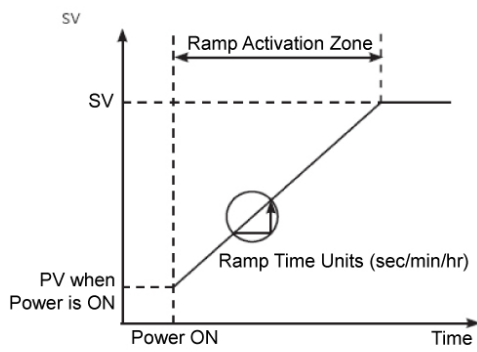 SV
Ramp Activation Zone
SV
Ramp Time Units (sec/min/hr)
PV when
Power is ON
Power ON
Time